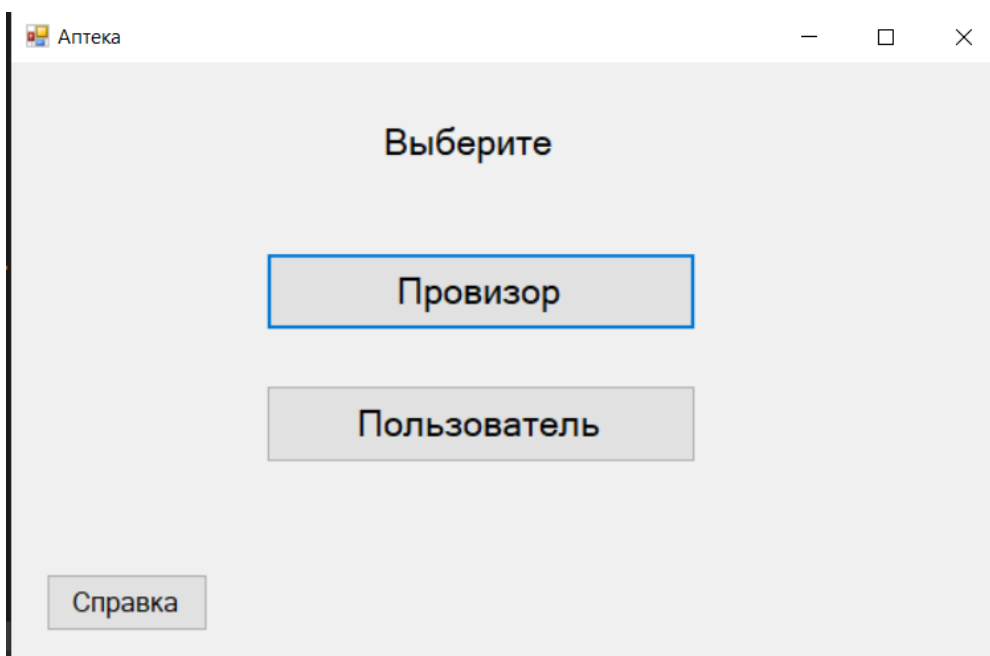 Аптека
Выберите
Провизор
Пользователь
Справка